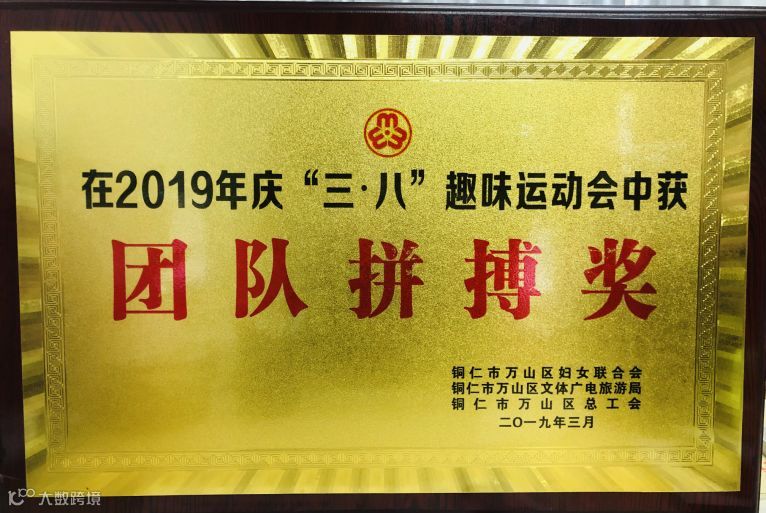 在2019年庆“三·八”趣味运动会中获
团队拼搏奖
铜仁市万山区妇女联合会
铜仁市万山区文体广电旅游局
铜仁市万山区总工会
二〇一九年三月
大数跨境